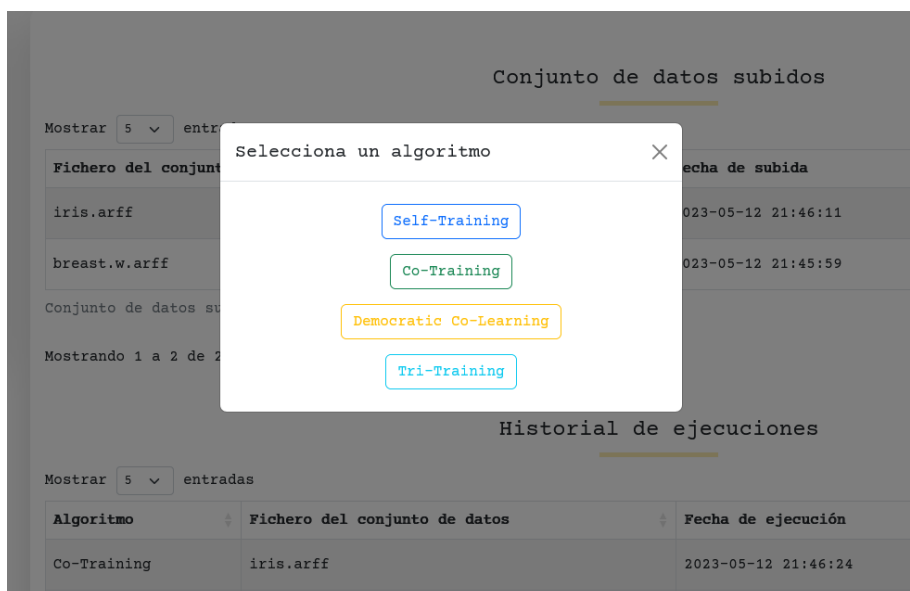 Conjunto de datos subidos
Mostrar 5 entr
Selecciona un algoritmo
Fichero del conjunt echa de subida
Self-Training
iris.arff 023-05-12 21:46:11
Co-Training
breast.w.arff 023-05-12 21:45:59
Conjunto de datos su
Democratic Co-Learning
Mostrando 1 a 2 de 2
Tri-Training
Historial de ejecuciones
Mostrar 5 entradas
Algoritmo Fichero del conjunto de datos Fecha de ejecución
Co-Training iris.arff 2023-05-12 21:46:24